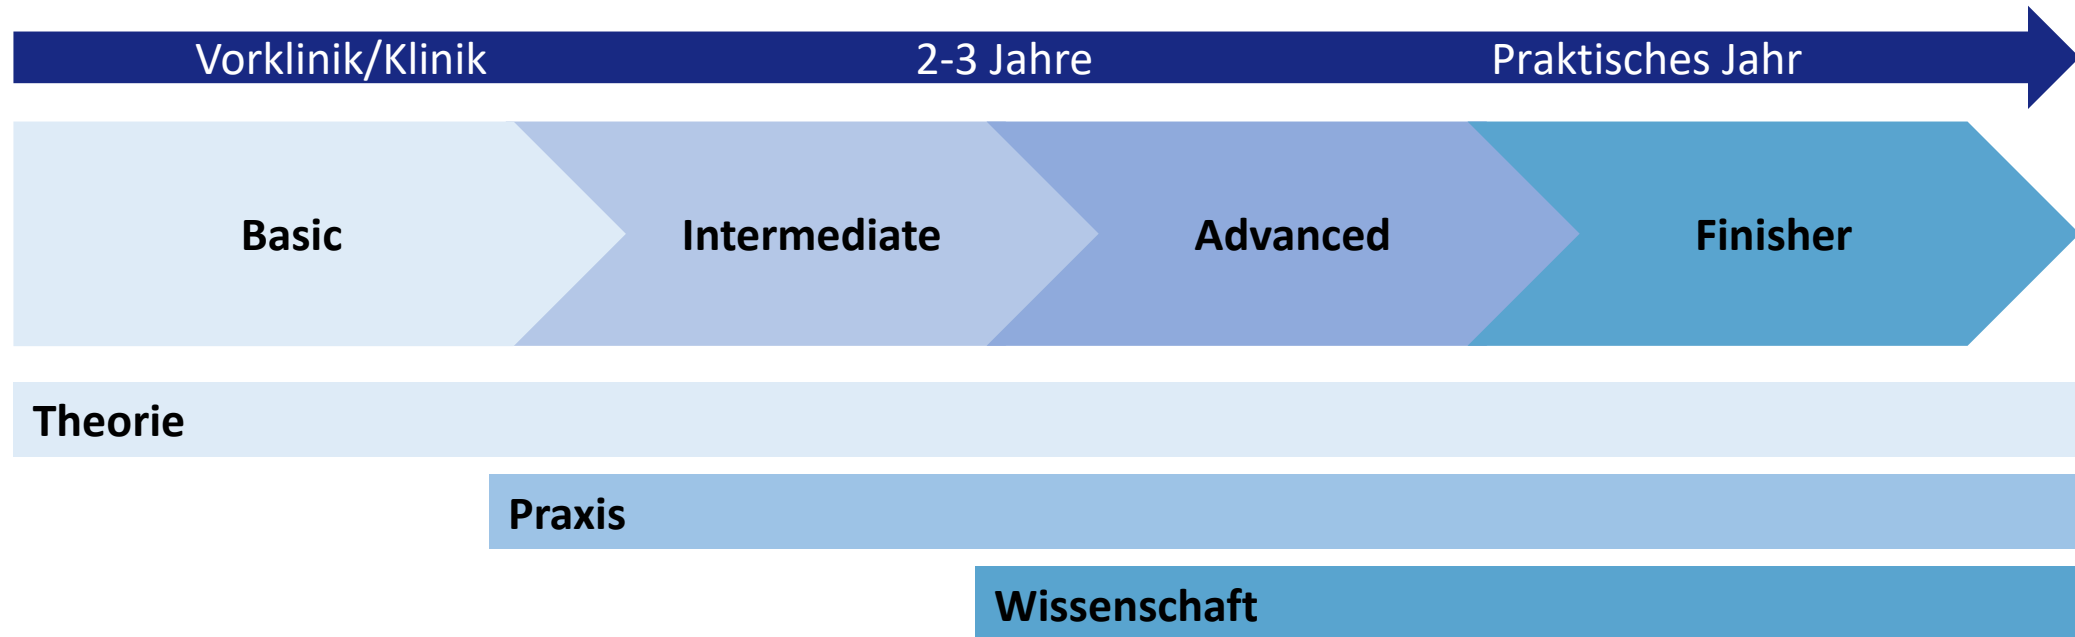 Vorklinik/Klinik 2-3 Jahre Praktisches Jahr
Basic Intermediate Advanced Finisher
Theorie
Praxis
Wissenschaft